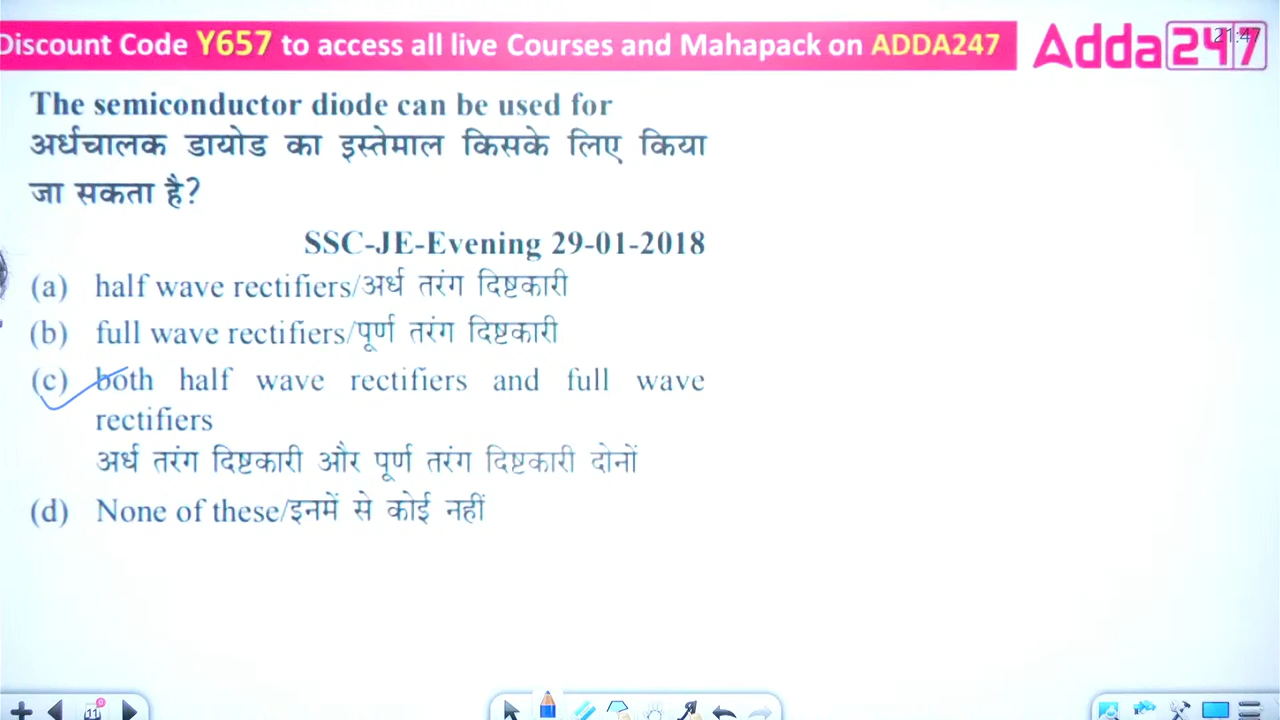 Discount Code Y657 to access all live Courses and Mahapack on ADDA247
Adda247
21:47
The semiconductor diode can be used for
अर्धचालक डायोड का इस्तेमाल किसके लिए किया
जा सकता है?
SSC-JE-Evening 29-01-2018
(a) half wave rectifiers/अर्ध तरंग दिष्टकारी
(b) full wave rectifiers/पूर्ण तरंग दिष्टकारी
(c) both half wave rectifiers and full wave
rectifiers
अर्ध तरंग दिष्टकारी और पूर्ण तरंग दिष्टकारी दोनों
(d) None of these/इनमें से कोई नहीं
11